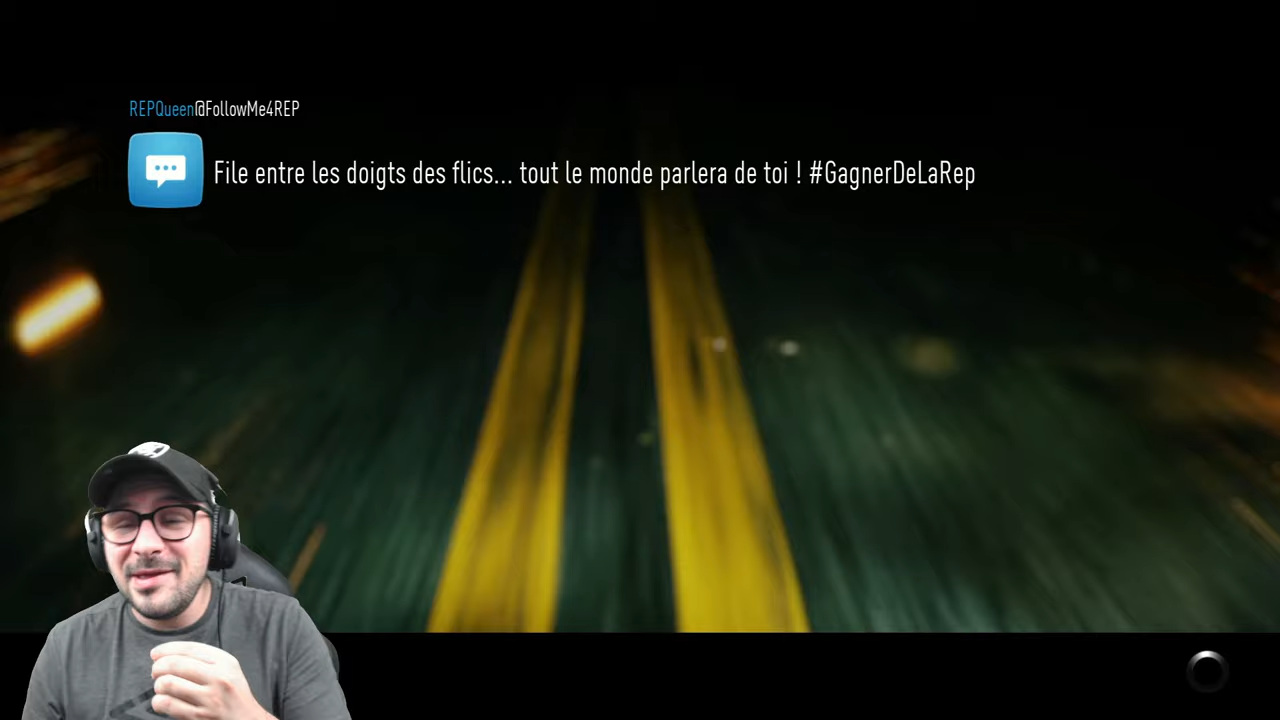 REPQueen@FollowMe4REP
File entre les doigts des flics... tout le monde parlera de toi ! #GagnerDeLaRep